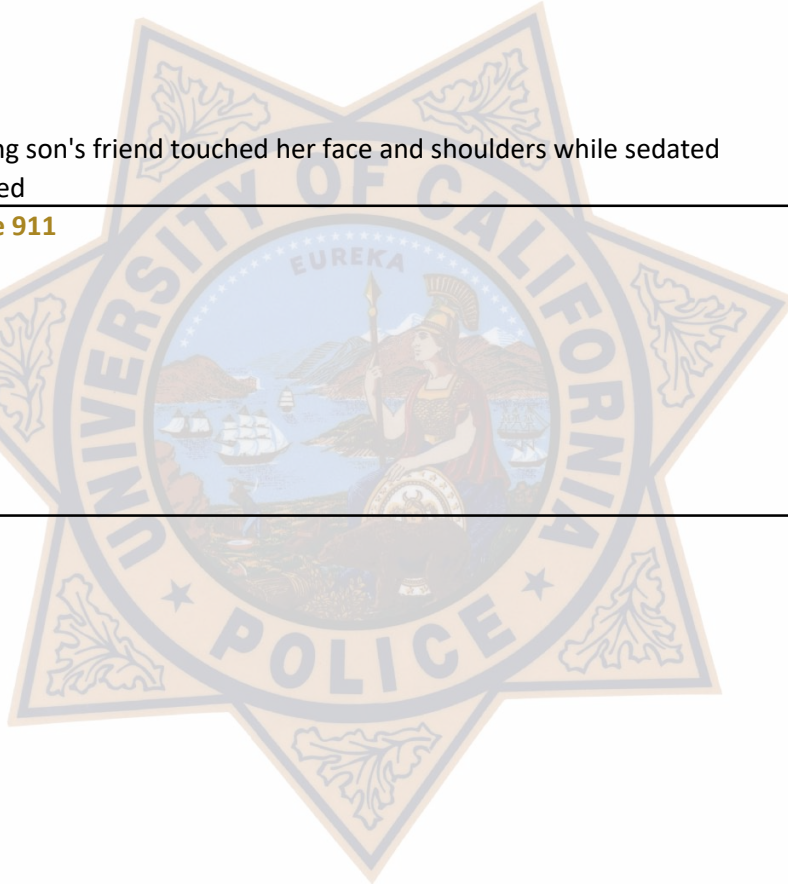 ng son's friend touched her face and shoulders while sedated
ed
e 911
EUREKA
UNIVERSITY OF CALIFORNIA
POLICE